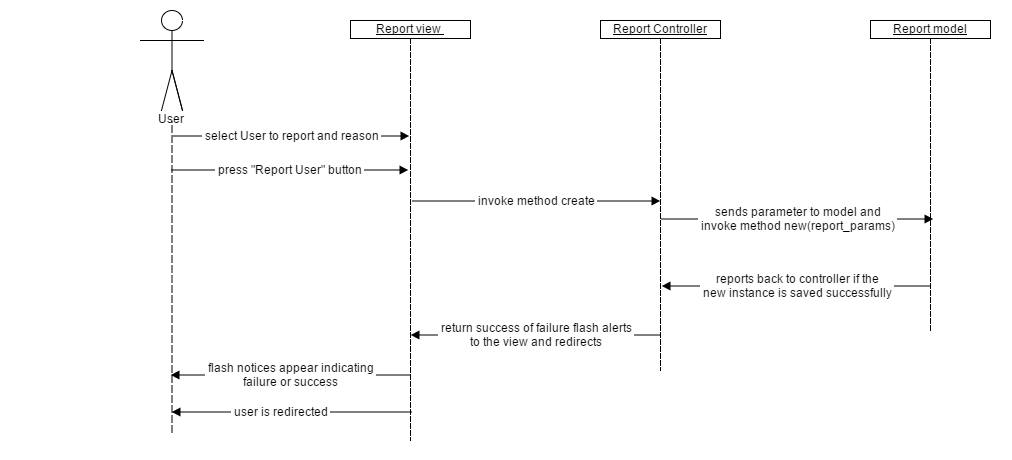 Report view
Report Controller
Report model
User
select User to report and reason
press "Report User" button
invoke method create
sends parameter to model and
invoke method new(report_params)
reports back to controller if the
new instance is saved successfully
return success of failure flash alerts
to the view and redirects
flash notices appear indicating
failure or success
user is redirected